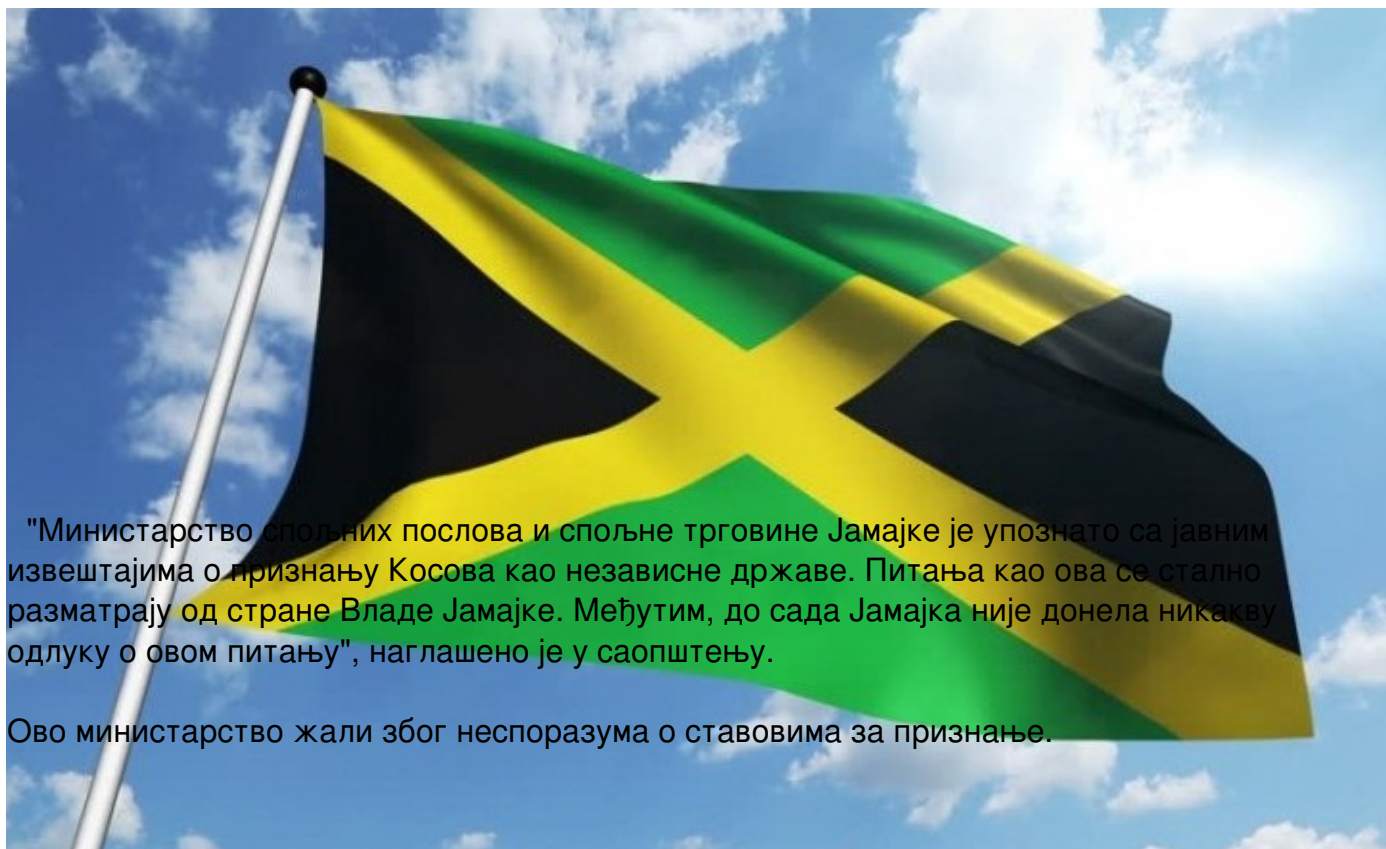 "Министарство спољних послова и спољне трговине Јамајке је упознато са јавним
извештајима о признању Косова као независне државе. Питања као ова се стално
разматрају од стране Владе Јамајке. Међутим, до сада Јамајка није донела никакву
одлуку о овом питању", наглашено је у саопштењу.
Ово министарство жали због неспоразума о ставовима за признање.